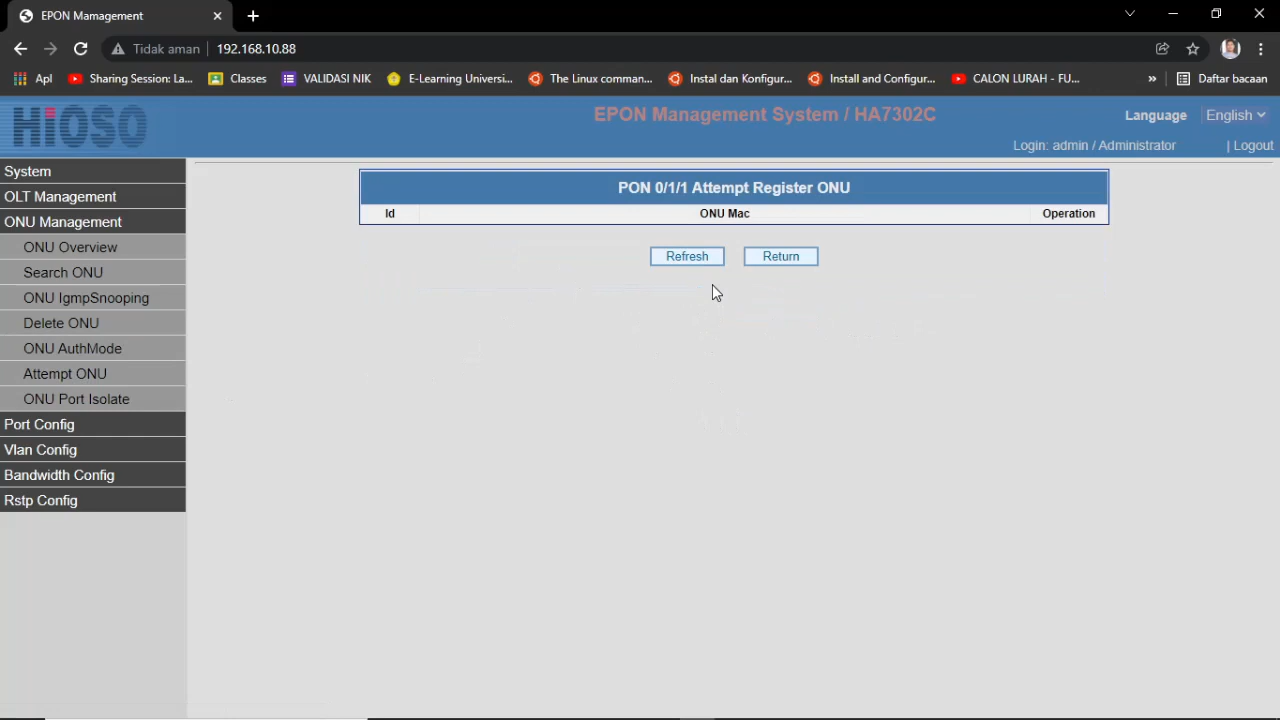 EPON Mamagement
Tidak aman 192.168.10.88
Apl Sharing Session: La... Classes VALIDASI NIK E-Learning Universi... The Linux comman... Instal dan Konfigur... Install and Configur... CALON LURAH - FU... » Daftar bacaan
HIOSO
EPON Management System / HA7302C
Language English
Login: admin / Administrator | Logout
System
OLT Management
ONU Management
ONU Overview
Search ONU
ONU IgmpSnooping
Delete ONU
ONU AuthMode
Attempt ONU
ONU Port Isolate
Port Config
Vlan Config
Bandwidth Config
Rstp Config
PON 0/1/1 Attempt Register ONU
Id ONU Mac Operation
Refresh Return